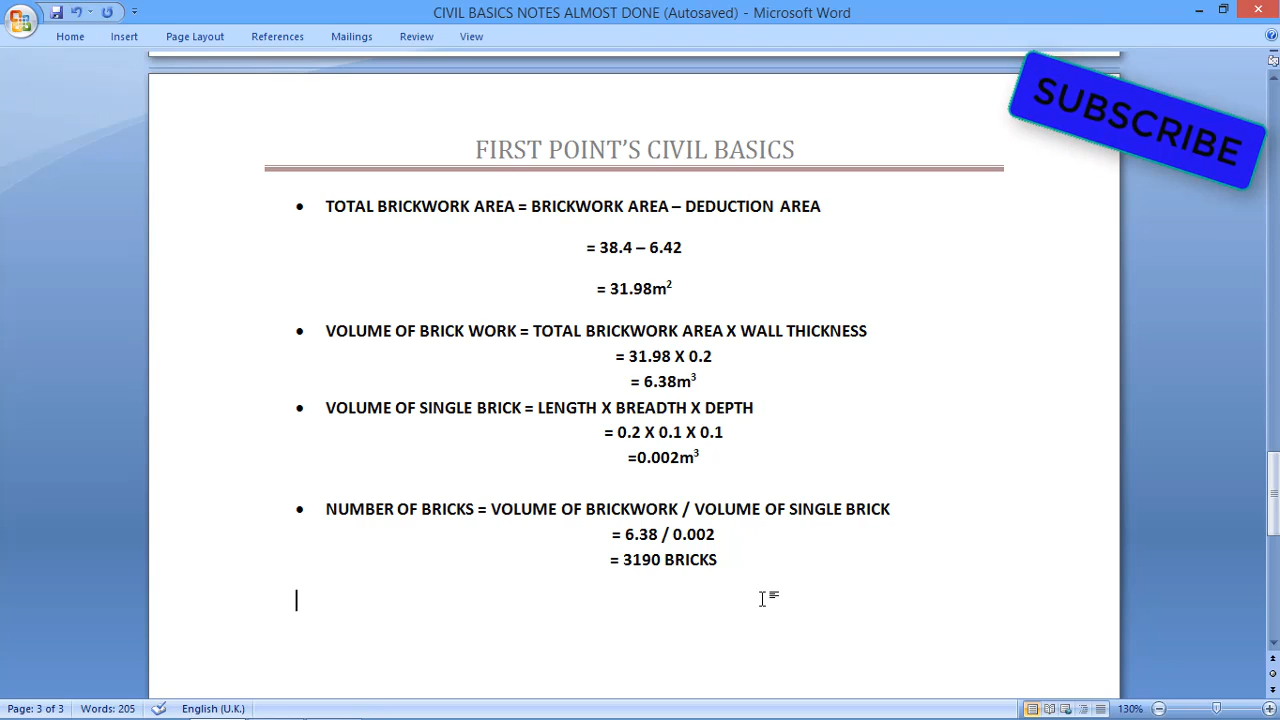 CIVIL BASICS NOTES ALMOST DONE (Autosaved) - Microsoft Word
Home Insert Page Layout References Mailings Review View
SUBSCRIBE
FIRST POINT’S CIVIL BASICS
• TOTAL BRICKWORK AREA = BRICKWORK AREA – DEDUCTION AREA
= 38.4 – 6.42
= 31.98m²
• VOLUME OF BRICK WORK = TOTAL BRICKWORK AREA X WALL THICKNESS
= 31.98 X 0.2
= 6.38m³
• VOLUME OF SINGLE BRICK = LENGTH X BREADTH X DEPTH
= 0.2 X 0.1 X 0.1
=0.002m³
• NUMBER OF BRICKS = VOLUME OF BRICKWORK / VOLUME OF SINGLE BRICK
= 6.38 / 0.002
= 3190 BRICKS
Page: 3 of 3 Words: 205 English (U.K.) 130%